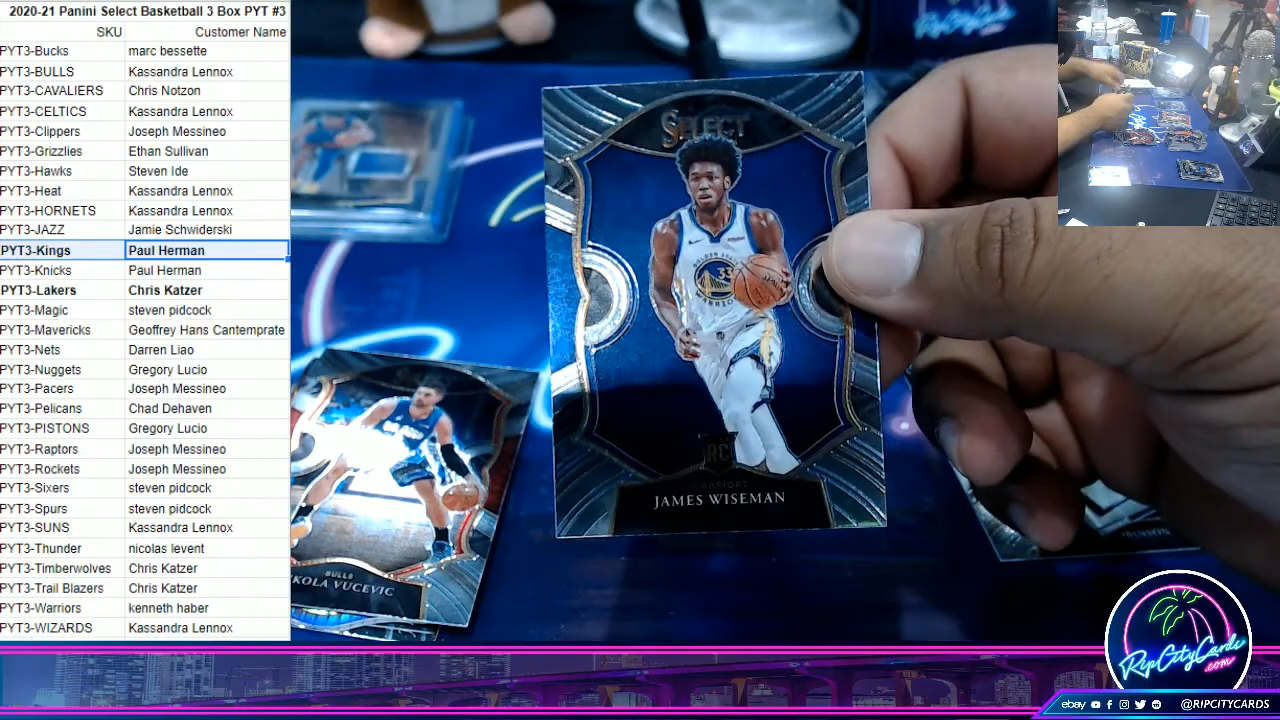 2020-21 Panini Select Basketball 3 Box PYT #3
SKU Customer Name
PYT3-Bucks marc bessette
PYT3-BULLS Kassandra Lennox
PYT3-CAVALIERS Chris Notzon
PYT3-CELTICS Kassandra Lennox
PYT3-Clippers Joseph Messineo
PYT3-Grizzlies Ethan Sullivan
PYT3-Hawks Steven Ide
PYT3-Heat Kassandra Lennox
PYT3-HORNETS Kassandra Lennox
PYT3-JAZZ Jamie Schwiderski
PYT3-Kings Paul Herman
PYT3-Knicks Paul Herman
PYT3-Lakers Chris Katzer
PYT3-Magic steven pidcock
PYT3-Mavericks Geoffrey Hans Cantemprate
PYT3-Nets Darren Liao
PYT3-Nuggets Gregory Lucio
PYT3-Pacers Joseph Messineo
PYT3-Pelicans Chad Dehaven
PYT3-PISTONS Gregory Lucio
PYT3-Raptors Joseph Messineo
PYT3-Rockets Joseph Messineo
PYT3-Sixers steven pidcock
PYT3-Spurs steven pidcock
PYT3-SUNS Kassandra Lennox
PYT3-Thunder nicolas levent
PYT3-Timberwolves Chris Katzer
PYT3-Trail Blazers Chris Katzer
PYT3-Warriors kenneth haber
PYT3-WIZARDS Kassandra Lennox
SELECT
33
WARRIORS
RC
WARRIORS
JAMES WISEMAN
BULLS
KOLA VUCEVIC
RipCityCards
.com
ebay @RIPCITYCARDS